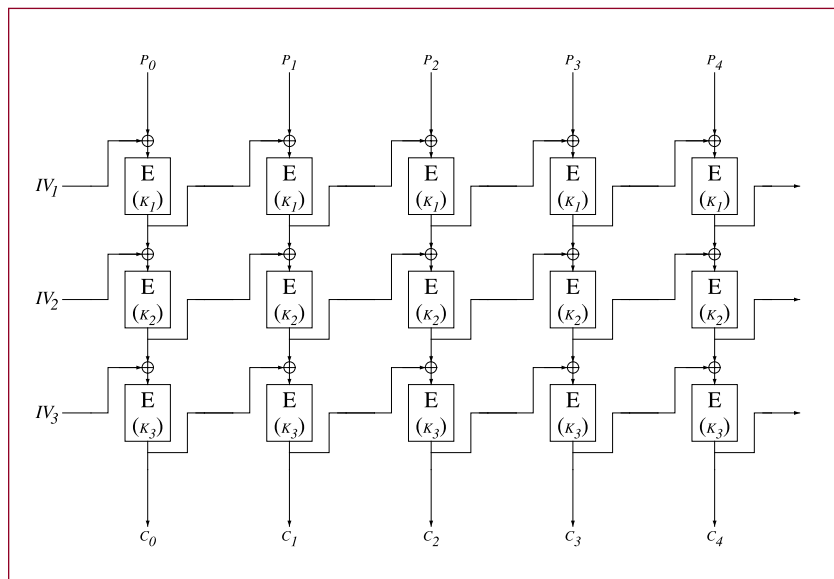 P0 P1 P2 P3 P4
E E E E E
IV1 (K1) (K1) (K1) (K1) (K1)
E E E E E
IV2 (K2) (K2) (K2) (K2) (K2)
E E E E E
IV3 (K3) (K3) (K3) (K3) (K3)
C0 C1 C2 C3 C4